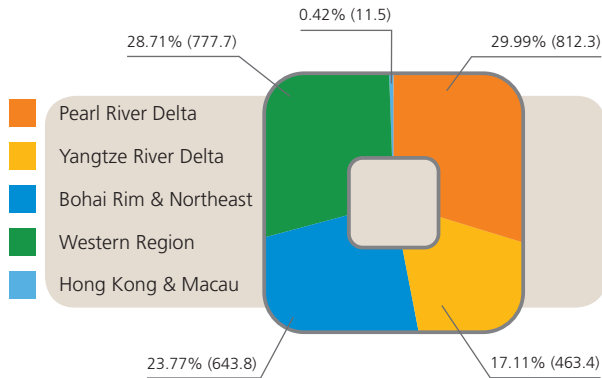 0.42% (11.5)
28.71% (777.7)
29.99% (812.3)
Pearl River Delta
Yangtze River Delta
Bohai Rim & Northeast
Western Region
Hong Kong & Macau
23.77% (643.8)
17.11% (463.4)